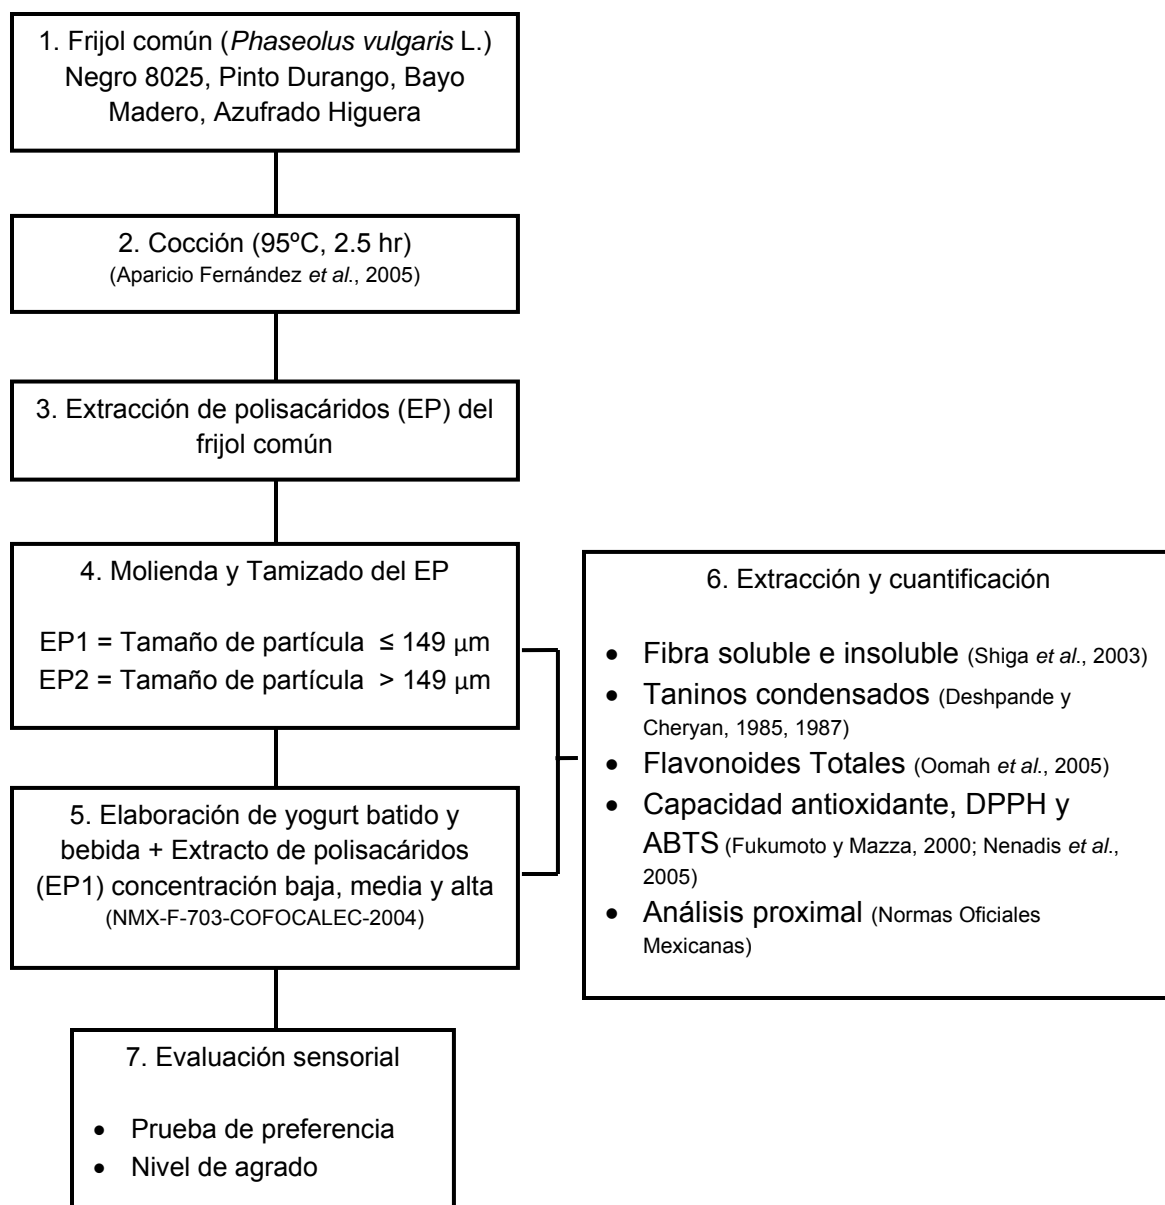 1. Frijol común (Phaseolus vulgaris L.)
Negro 8025, Pinto Durango, Bayo
Madero, Azufrado Higuera
2. Cocción (95ºC, 2.5 hr)
(Aparicio Fernández et al., 2005)
3. Extracción de polisacáridos (EP) del
frijol común
4. Molienda y Tamizado del EP
EP1 = Tamaño de partícula ≤ 149 μm
EP2 = Tamaño de partícula > 149 μm
5. Elaboración de yogurt batido y
bebida + Extracto de polisacáridos
(EP1) concentración baja, media y alta
(NMX-F-703-COFOCALEC-2004)
6. Extracción y cuantificación
• Fibra soluble e insoluble (Shiga et al., 2003)
• Taninos condensados (Deshpande y
Cheryan, 1985, 1987)
• Flavonoides Totales (Oomah et al., 2005)
• Capacidad antioxidante, DPPH y
ABTS (Fukumoto y Mazza, 2000; Nenadis et al.,
2005)
• Análisis proximal (Normas Oficiales
Mexicanas)
7. Evaluación sensorial
• Prueba de preferencia
• Nivel de agrado